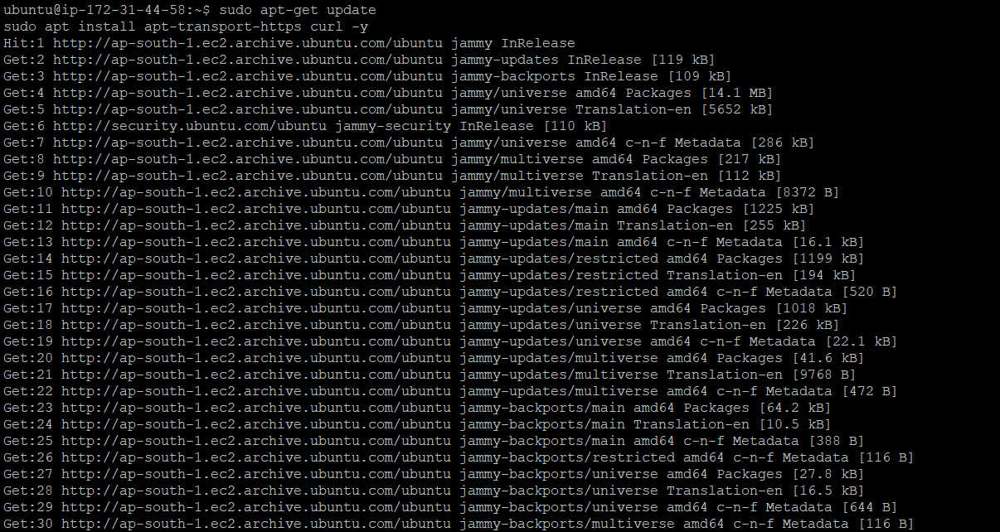 ubuntu@ip-172-31-44-58:~$ sudo apt-get update
sudo apt install apt-transport-https curl -y
Hit:1 http://ap-south-1.ec2.archive.ubuntu.com/ubuntu jammy InRelease
Get:2 http://ap-south-1.ec2.archive.ubuntu.com/ubuntu jammy-updates InRelease [119 kB]
Get:3 http://ap-south-1.ec2.archive.ubuntu.com/ubuntu jammy-backports InRelease [109 kB]
Get:4 http://ap-south-1.ec2.archive.ubuntu.com/ubuntu jammy/universe amd64 Packages [14.1 MB]
Get:5 http://ap-south-1.ec2.archive.ubuntu.com/ubuntu jammy/universe Translation-en [5652 kB]
Get:6 http://security.ubuntu.com/ubuntu jammy-security InRelease [110 kB]
Get:7 http://ap-south-1.ec2.archive.ubuntu.com/ubuntu jammy/universe amd64 c-n-f Metadata [286 kB]
Get:8 http://ap-south-1.ec2.archive.ubuntu.com/ubuntu jammy/multiverse amd64 Packages [217 kB]
Get:9 http://ap-south-1.ec2.archive.ubuntu.com/ubuntu jammy/multiverse Translation-en [112 kB]
Get:10 http://ap-south-1.ec2.archive.ubuntu.com/ubuntu jammy/multiverse amd64 c-n-f Metadata [8372 B]
Get:11 http://ap-south-1.ec2.archive.ubuntu.com/ubuntu jammy-updates/main amd64 Packages [1225 kB]
Get:12 http://ap-south-1.ec2.archive.ubuntu.com/ubuntu jammy-updates/main Translation-en [255 kB]
Get:13 http://ap-south-1.ec2.archive.ubuntu.com/ubuntu jammy-updates/main amd64 c-n-f Metadata [16.1 kB]
Get:14 http://ap-south-1.ec2.archive.ubuntu.com/ubuntu jammy-updates/restricted amd64 Packages [1199 kB]
Get:15 http://ap-south-1.ec2.archive.ubuntu.com/ubuntu jammy-updates/restricted Translation-en [194 kB]
Get:16 http://ap-south-1.ec2.archive.ubuntu.com/ubuntu jammy-updates/restricted amd64 c-n-f Metadata [520 B]
Get:17 http://ap-south-1.ec2.archive.ubuntu.com/ubuntu jammy-updates/universe amd64 Packages [1018 kB]
Get:18 http://ap-south-1.ec2.archive.ubuntu.com/ubuntu jammy-updates/universe Translation-en [226 kB]
Get:19 http://ap-south-1.ec2.archive.ubuntu.com/ubuntu jammy-updates/universe amd64 c-n-f Metadata [22.1 kB]
Get:20 http://ap-south-1.ec2.archive.ubuntu.com/ubuntu jammy-updates/multiverse amd64 Packages [41.6 kB]
Get:21 http://ap-south-1.ec2.archive.ubuntu.com/ubuntu jammy-updates/multiverse Translation-en [9768 B]
Get:22 http://ap-south-1.ec2.archive.ubuntu.com/ubuntu jammy-updates/multiverse amd64 c-n-f Metadata [472 B]
Get:23 http://ap-south-1.ec2.archive.ubuntu.com/ubuntu jammy-backports/main amd64 Packages [64.2 kB]
Get:24 http://ap-south-1.ec2.archive.ubuntu.com/ubuntu jammy-backports/main Translation-en [10.5 kB]
Get:25 http://ap-south-1.ec2.archive.ubuntu.com/ubuntu jammy-backports/main amd64 c-n-f Metadata [388 B]
Get:26 http://ap-south-1.ec2.archive.ubuntu.com/ubuntu jammy-backports/restricted amd64 c-n-f Metadata [116 B]
Get:27 http://ap-south-1.ec2.archive.ubuntu.com/ubuntu jammy-backports/universe amd64 Packages [27.8 kB]
Get:28 http://ap-south-1.ec2.archive.ubuntu.com/ubuntu jammy-backports/universe Translation-en [16.5 kB]
Get:29 http://ap-south-1.ec2.archive.ubuntu.com/ubuntu jammy-backports/universe amd64 c-n-f Metadata [644 B]
Get:30 http://ap-south-1.ec2.archive.ubuntu.com/ubuntu jammy-backports/multiverse amd64 c-n-f Metadata [116 B]